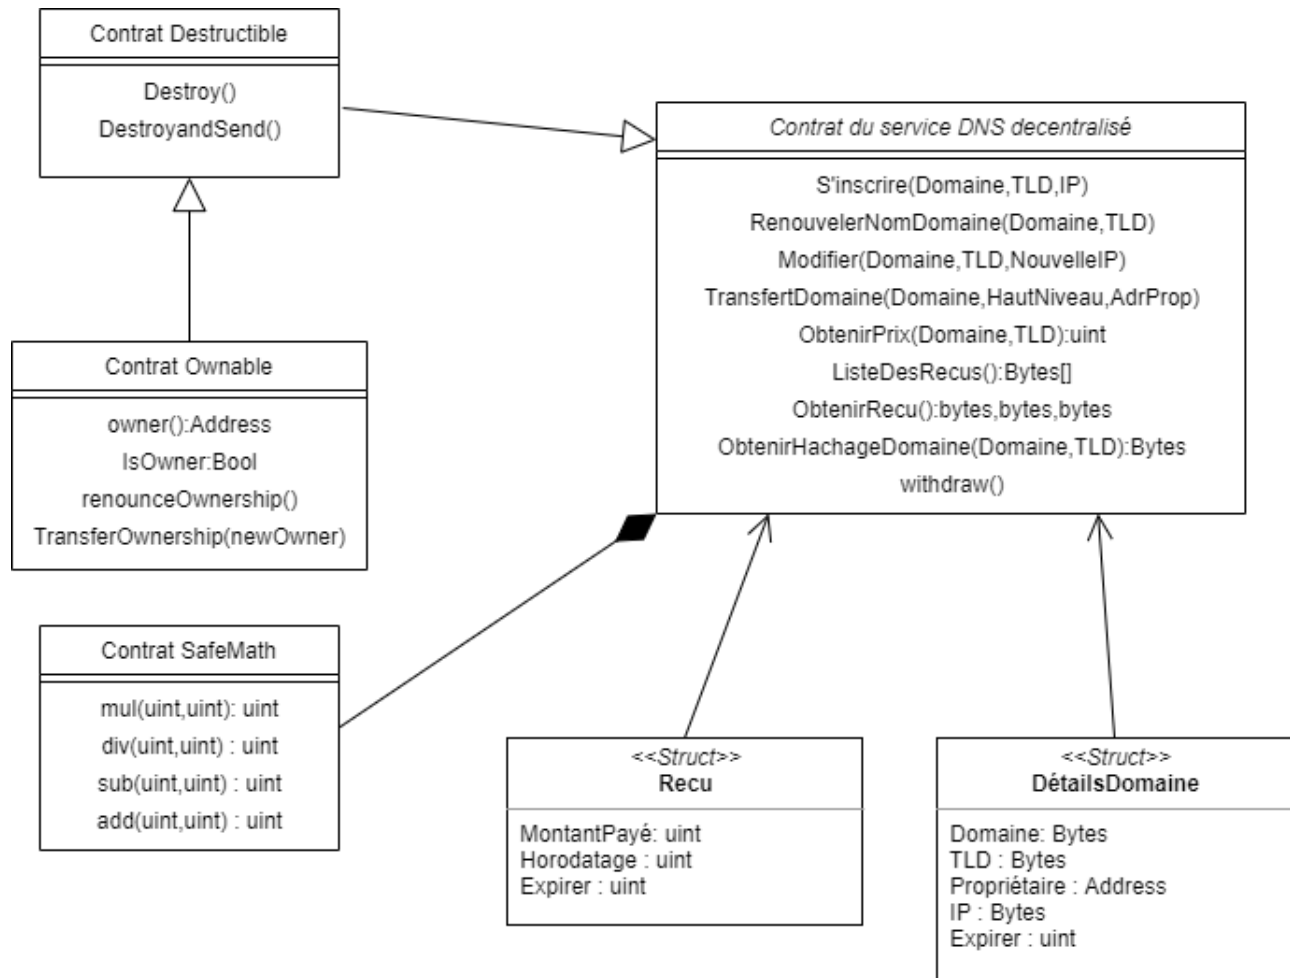 Contrat Destructible
Destroy()
DestroyandSend()
Contrat du service DNS decentralisé
S'inscrire(Domaine,TLD,IP)
RenouvelerNomDomaine(Domaine,TLD)
Modifier(Domaine,TLD,NouvelleIP)
TransfertDomaine(Domaine,HautNiveau,AdrProp)
ObtenirPrix(Domaine,TLD):uint
ListeDesRecus():Bytes[]
ObtenirRecu():bytes,bytes,bytes
ObtenirHachageDomaine(Domaine,TLD):Bytes
withdraw()
Contrat Ownable
owner():Address
IsOwner:Bool
renounceOwnership()
TransferOwnership(newOwner)
Contrat SafeMath
mul(uint,uint): uint
div(uint,uint) : uint
sub(uint,uint) : uint
add(uint,uint) : uint
<<Struct>>
Recu
MontantPayé: uint
Horodatage : uint
Expirer : uint
<<Struct>>
DétailsDomaine
Domaine: Bytes
TLD : Bytes
Propriétaire : Address
IP : Bytes
Expirer : uint